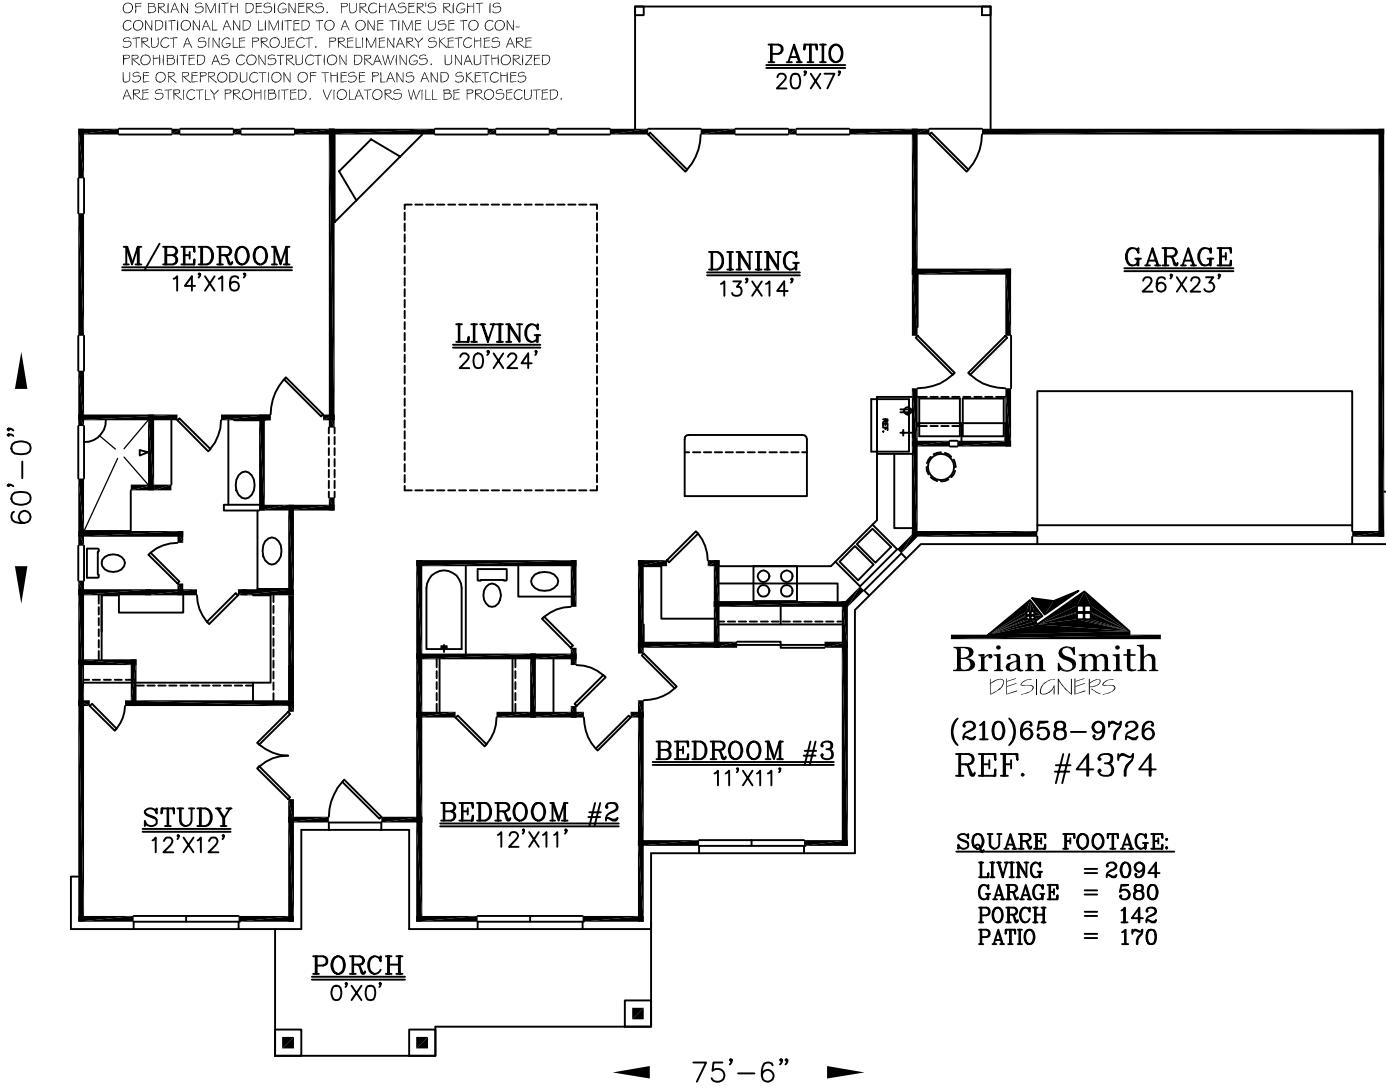 OF BRIAN SMITH DESIGNERS. PURCHASER'S RIGHT IS
CONDITIONAL AND LIMITED TO A ONE TIME USE TO CON-
STRUCT A SINGLE PROJECT. PRELIMENARY SKETCHES ARE
PROHIBITED AS CONSTRUCTION DRAWINGS. UNAUTHORIZED
USE OR REPRODUCTION OF THESE PLANS AND SKETCHES
ARE STRICTLY PROHIBITED. VIOLATORS WILL BE PROSECUTED.
PATIO
20'X7'
M/BEDROOM
14'X16'
DINING
13'X14'
GARAGE
26'X23'
LIVING
20'X24'
REF.
60'-0"
Brian Smith
DESIGNERS
(210)658-9726
REF. #4374
BEDROOM #3
11'X11'
STUDY
12'X12'
BEDROOM #2
12'X11'
SQUARE FOOTAGE:
LIVING = 2094
GARAGE = 580
PORCH = 142
PATIO = 170
PORCH
0'X0'
75'-6"